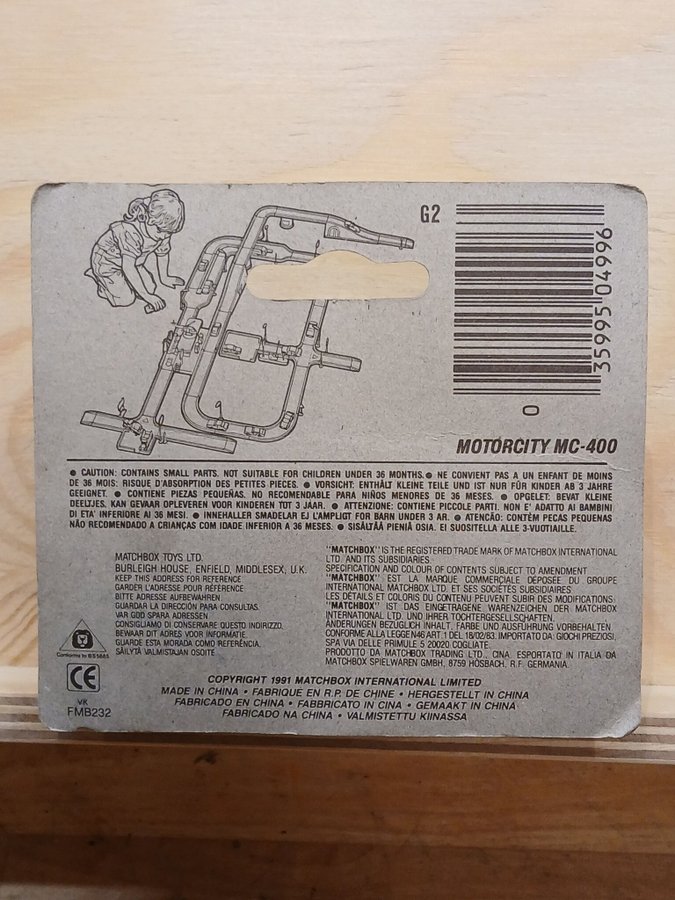 G2
35995 04996
0
MOTORCITY MC-400
● CAUTION: CONTAINS SMALL PARTS. NOT SUITABLE FOR CHILDREN UNDER 36 MONTHS. ● NE CONVIENT PAS A UN ENFANT DE MOINS
DE 36 MOIS: RISQUE D'ABSORPTION DES PETITES PIECES. ● VORSICHT: ENTHÄLT KLEINE TEILE UND IST NUR FÜR KINDER AB 3 JAHRE
GEEIGNET. ● CONTIENE PIEZAS PEQUEÑAS, NO RECOMENDABLE PARA NIÑOS MENORES DE 36 MESES. ● OPGELET: BEVAT KLEINE
DEELTJES, KAN GEVAAR OPLEVEREN VOOR KINDEREN TOT 3 JAAR. ● ATTENZIONE: CONTIENE PICCOLE PARTI. NON E' ADATTO AI BAMBINI
DI ETA' INFERIORE AI 36 MESI. ● INNEHALLER SMADELAR EJ LAMPLIGT FOR BARN UNDER 3 AR. ● ATENCÃO: CONTÉM PEÇAS PEQUENAS
NÃO RECOMENDADO A CRIANÇAS COM IDADE INFERIOR A 36 MESES. ● SISÄLTÄÄ PIENIÄ OSIA. EI SUOSITELLA ALLE 3-VUOTIAILLE.
MATCHBOX TOYS LTD.
BURLEIGH HOUSE, ENFIELD, MIDDLESEX, U.K.
KEEP THIS ADDRESS FOR REFERENCE
GARDER L'ADRESSE POUR RÉFÉRENCE
BITTE ADRESSE AUFBEWAHREN
GUARDAR LA DIRECCIÓN PARA CONSULTAS
VAR GOD SPARA ADRESSEN
CONSIGLIAMO DI CONSERVARE QUESTO INDIRIZZO.
BEWAAR DIT ADRES VOOR INFORMATIE.
GUARDE ESTA MORADA COMO REFERÊNCIA.
SÄILYTÄ VALMISTAJAN OSOITE
"MATCHBOX" IS THE REGISTERED TRADE MARK OF MATCHBOX INTERNATIONAL
LTD. AND ITS SUBSIDIARIES
SPECIFICATION AND COLOUR OF CONTENTS SUBJECT TO AMENDMENT
"MATCHBOX" EST LA MARQUE COMMERCIALE DÉPOSÉE DU GROUPE
INTERNATIONAL MATCHBOX LTD. ET SES SOCIÉTÉS SUBSIDIAIRES
LES DÉTAILS ET COLORIS DU CONTENU PEUVENT SUBIR DES MODIFICATIONS.
"MATCHBOX" IST DAS EINGETRAGENE WARENZEICHEN DER MATCHBOX
INTERNATIONAL LTD. UND IHRER TOCHTERGESELLSCHAFTEN.
ÄNDERUNGEN BEZÜGLICH INHALT, FARBE UND AUSFÜHRUNG VORBEHALTEN
CONFORME ALLA LEGGE N46 ART 1 DEL 18/02/83. IMPORTATO DA: GIOCHI PREZIOSI,
SPA VIA DELLE PRIMULE 5 20020 COGLIATE.
PRODOTTO DA MATCHBOX TRADING LTD., CINA. ESPORTATO IN ITALIA DA
MATCHBOX SPIELWAREN GMBH, 8759 HÖSBACH, R.F. GERMANIA.
Conforms to BS5665
CE
VK
FMB232
COPYRIGHT 1991 MATCHBOX INTERNATIONAL LIMITED
MADE IN CHINA • FABRIQUE EN R.P. DE CHINE • HERGESTELLT IN CHINA
FABRICADO EN CHINA • FABBRICATO IN CINA • GEMAAKT IN CHINA
FABRICADO NA CHINA • VALMISTETTU KIINASSA